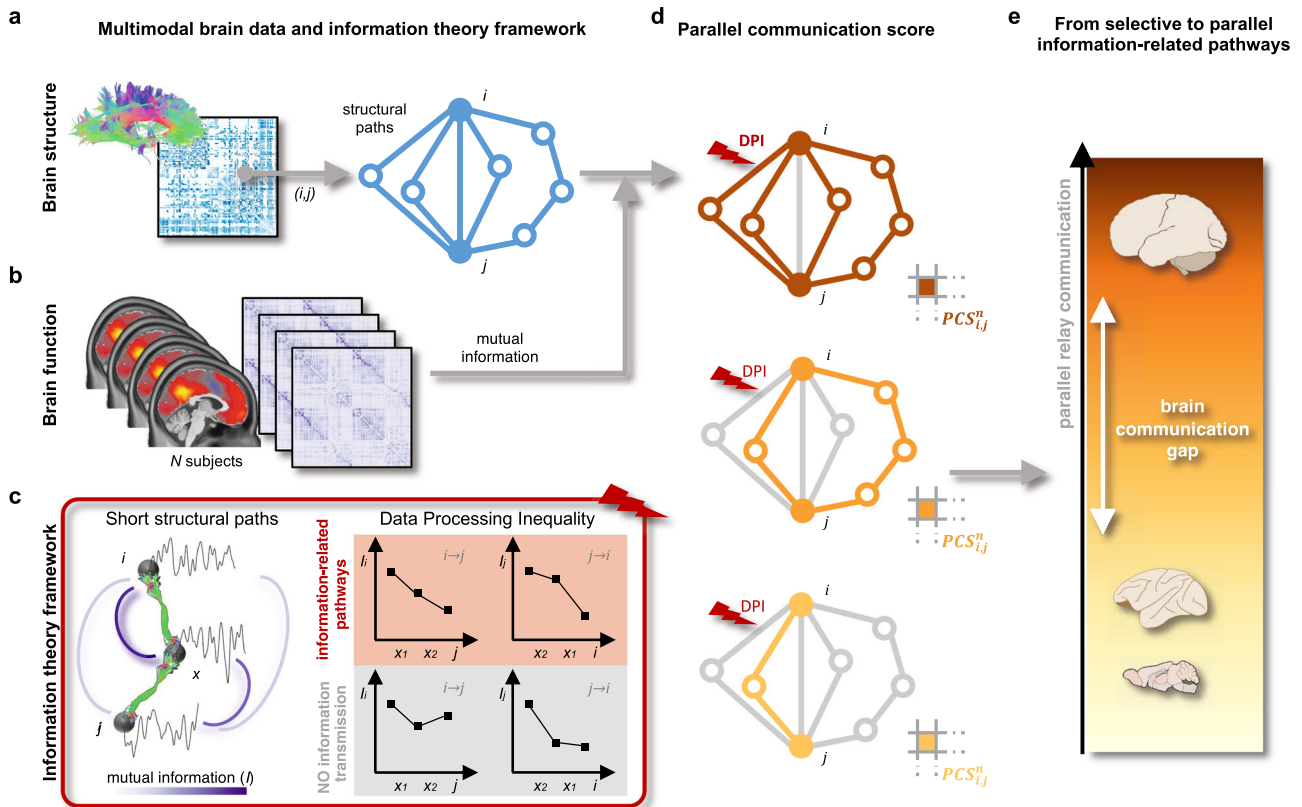 a
Multimodal brain data and information theory framework
Brain structure
structural
paths
(i,j)
i
j
b
Brain function
N subjects
mutual
information
c
Information theory framework
Short structural paths
i
x
j
mutual information (I)
Data Processing Inequality
information-related
pathways
Ii
i→j
x1 x2 j
Ij
j→i
x2 x1 i
NO information
transmission
Ii
i→j
x1 x2 j
Ij
j→i
x2 x1 i
d
Parallel communication score
DPI
i
j
PCSⁿi,j
DPI
i
j
PCSⁿi,j
DPI
i
j
PCSⁿi,j
e
From selective to parallel
information-related pathways
parallel relay communication
brain
communication
gap